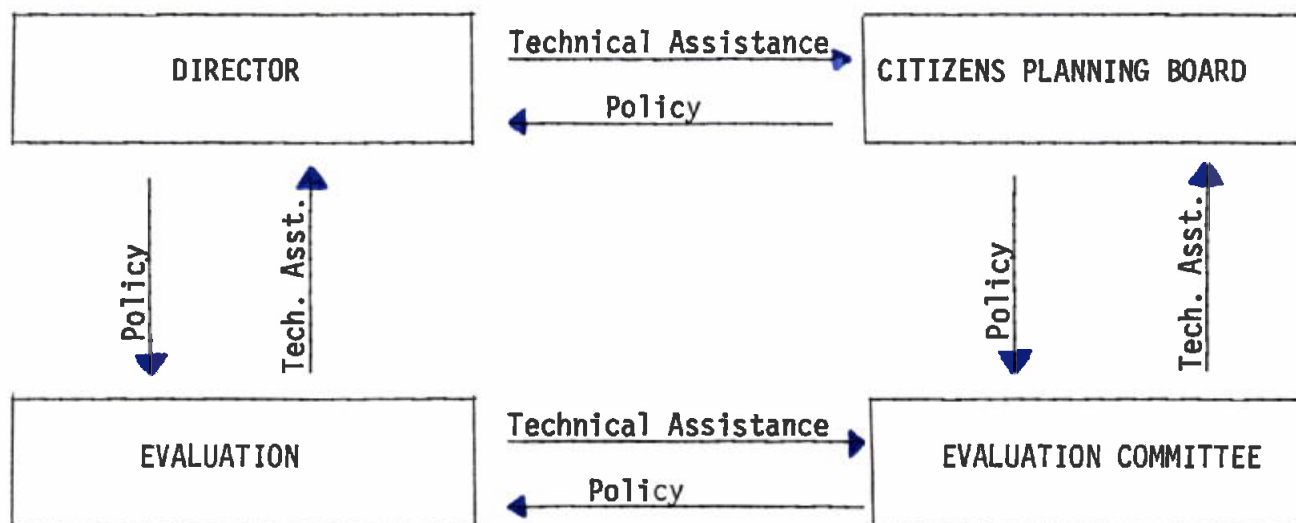 Technical Assistance
DIRECTOR
CITIZENS PLANNING BOARD
Policy
Policy
Tech. Asst.
Policy
Tech. Asst.
Technical Assistance
EVALUATION
EVALUATION COMMITTEE
Policy